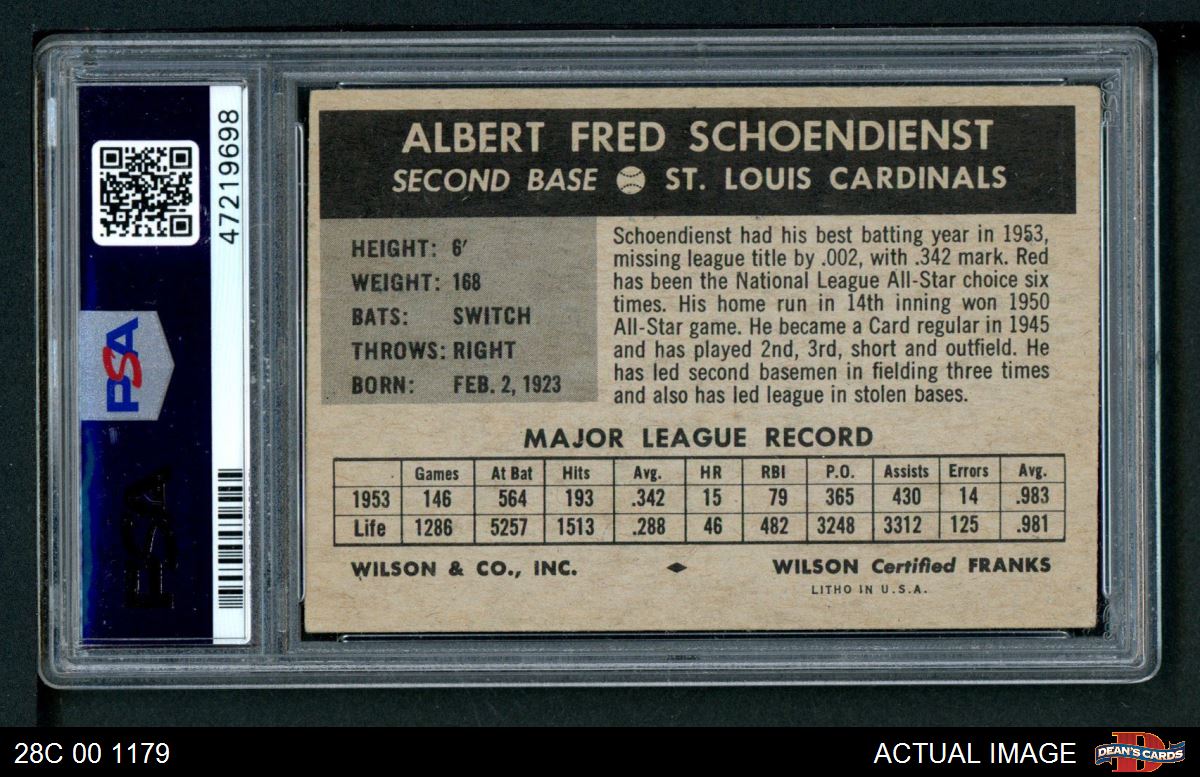 47219698
PSA
PSA
ALBERT FRED SCHOENDIENST
SECOND BASE ST. LOUIS CARDINALS
HEIGHT: 6'
WEIGHT: 168
BATS: SWITCH
THROWS: RIGHT
BORN: FEB. 2, 1923
Schoendienst had his best batting year in 1953,
missing league title by .002, with .342 mark. Red
has been the National League All-Star choice six
times. His home run in 14th inning won 1950
All-Star game. He became a Card regular in 1945
and has played 2nd, 3rd, short and outfield. He
has led second basemen in fielding three times
and also has led league in stolen bases.
MAJOR LEAGUE RECORD
Games At Bat Hits Avg. HR RBI P.O. Assists Errors Avg.
1953 146 564 193 .342 15 79 365 430 14 .983
Life 1286 5257 1513 .288 46 482 3248 3312 125 .981
WILSON & CO., INC. WILSON Certified FRANKS
LITHO IN U.S.A.
28C 00 1179
ACTUAL IMAGE
DEAN'S CARDS